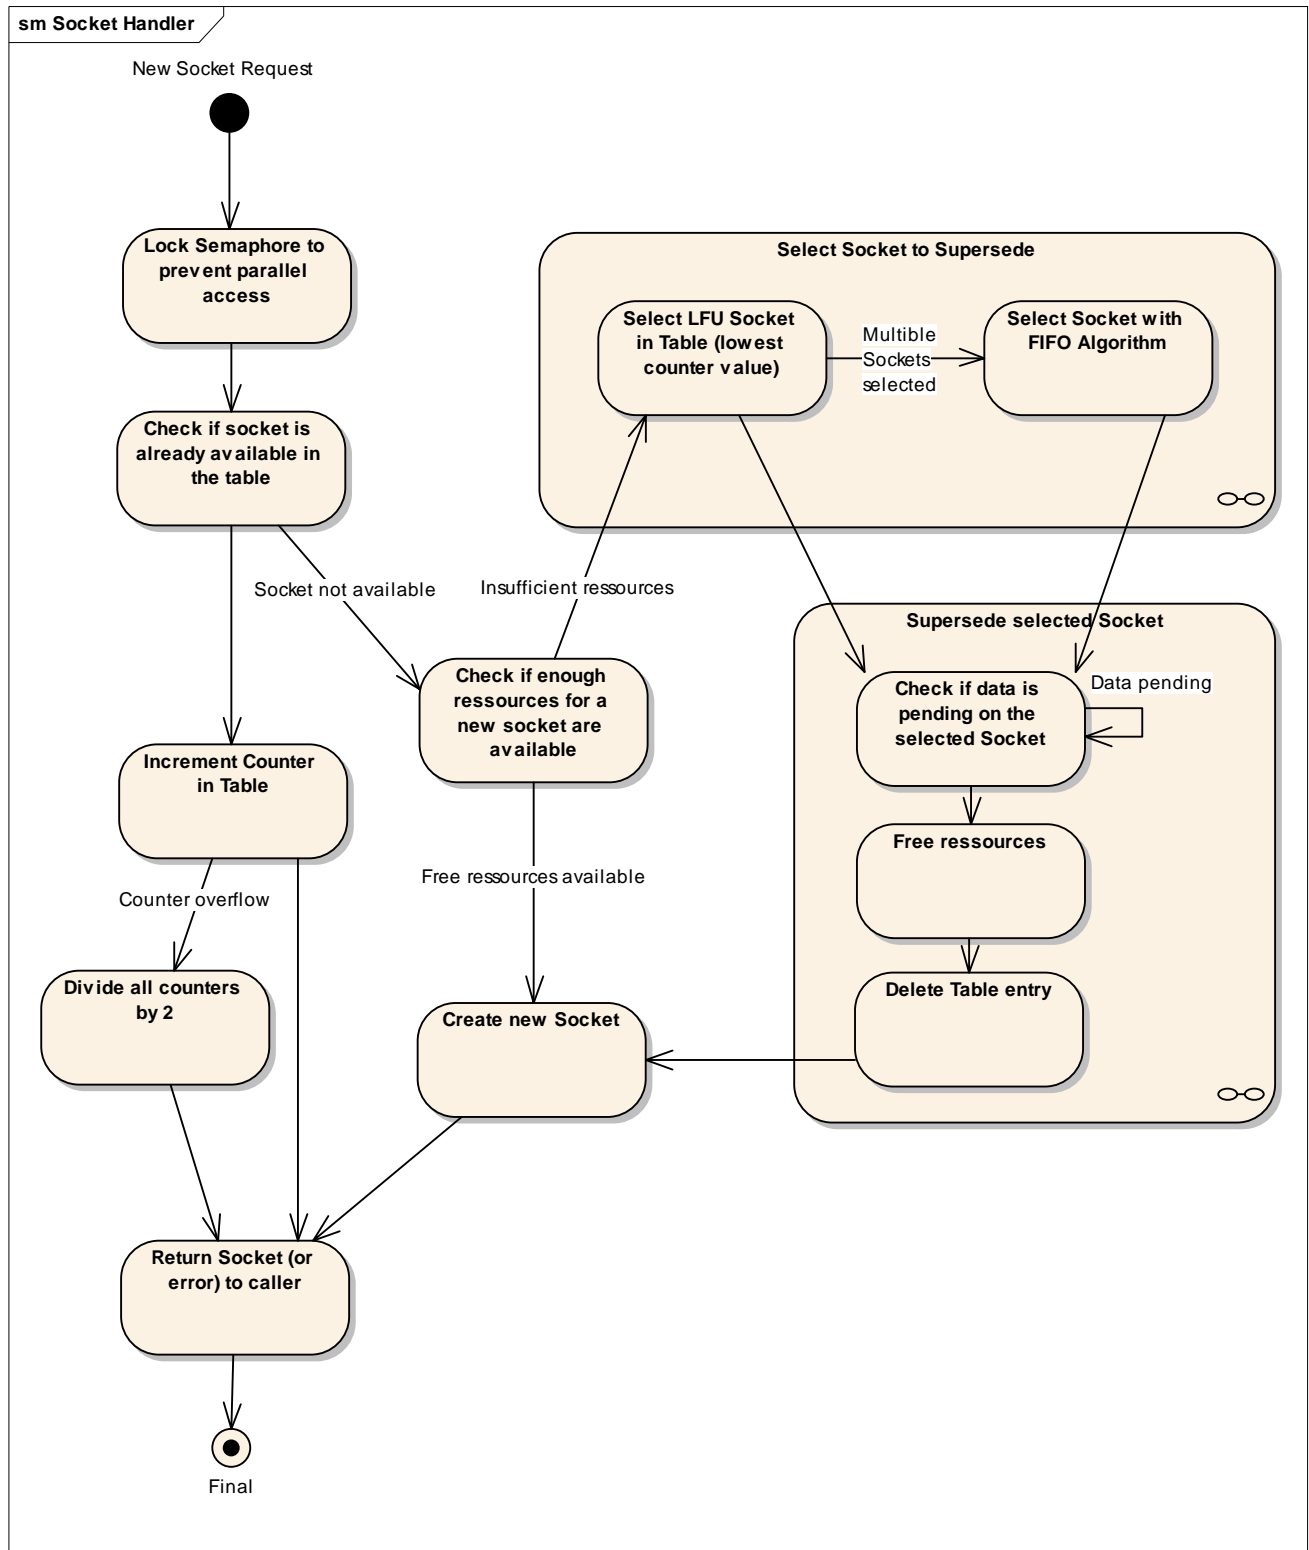 sm Socket Handler
New Socket Request
Lock Semaphore to
prevent parallel
access
Select Socket to Supersede
Select LFU Socket
in Table (lowest
counter value)
Multible
Sockets
selected
Select Socket with
FIFO Algorithm
Check if socket is
already available in
the table
Socket not available
Insufficient ressources
Supersede selected Socket
Check if enough
ressources for a
new socket are
available
Check if data is
pending on the
selected Socket
Data pending
Increment Counter
in Table
Free ressources
Free ressources available
Counter overflow
Divide all counters
by 2
Create new Socket
Delete Table entry
Return Socket (or
error) to caller
Final